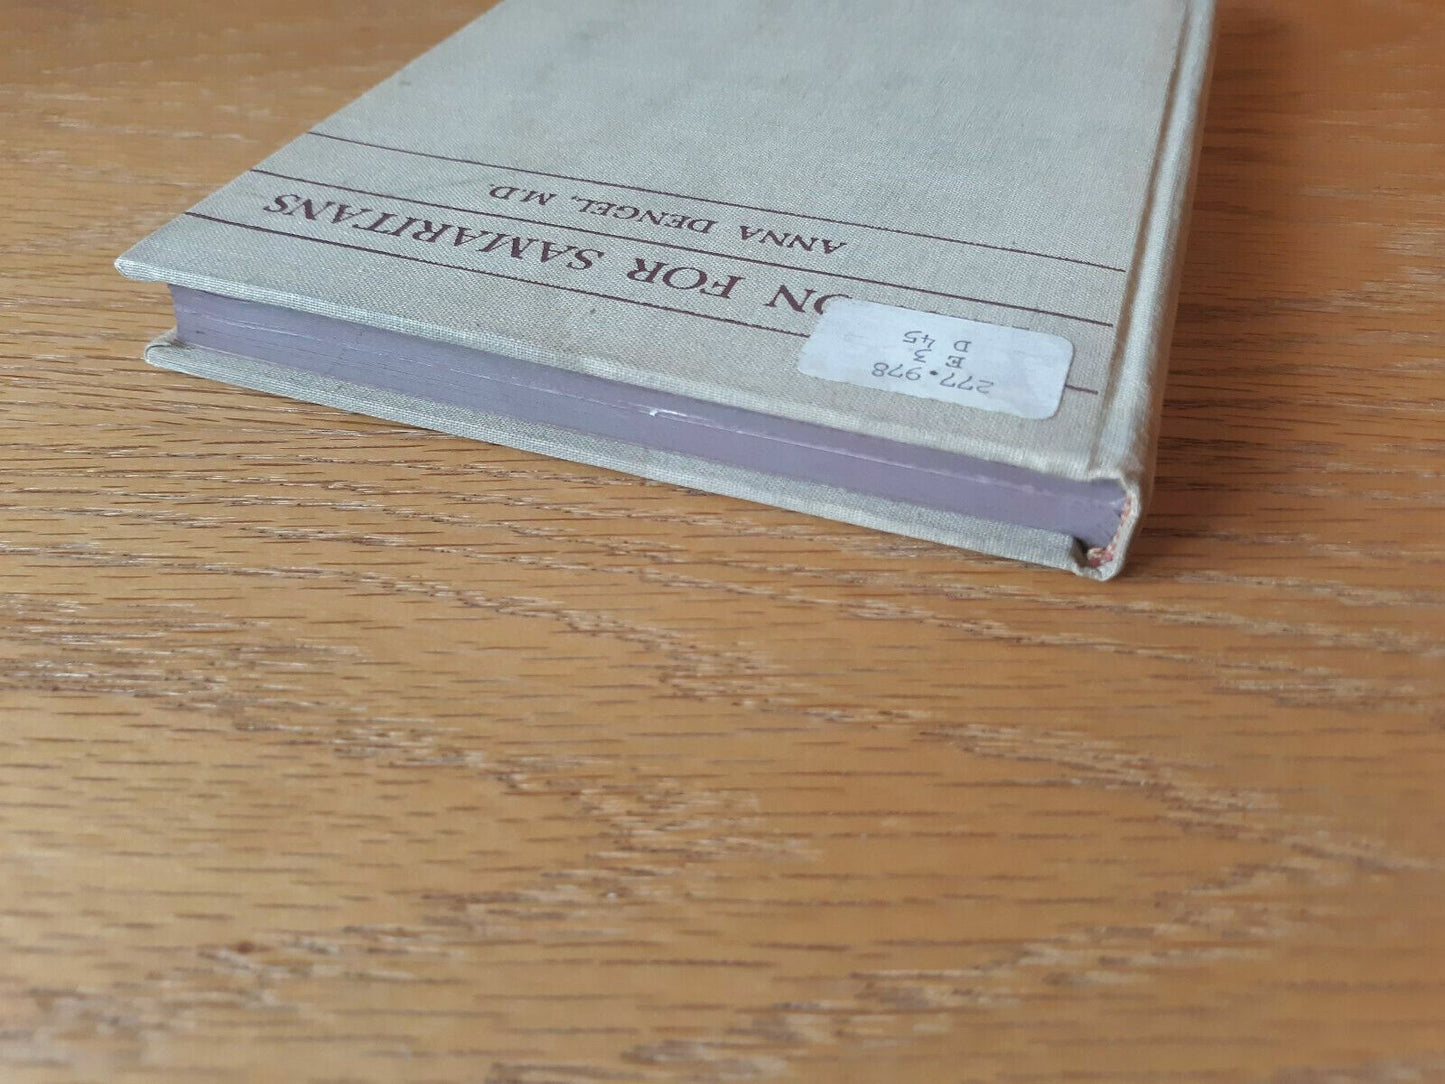 277.978
E 3
D 45
ON FOR SAMARITANS
ANNA DENGEL, M.D.